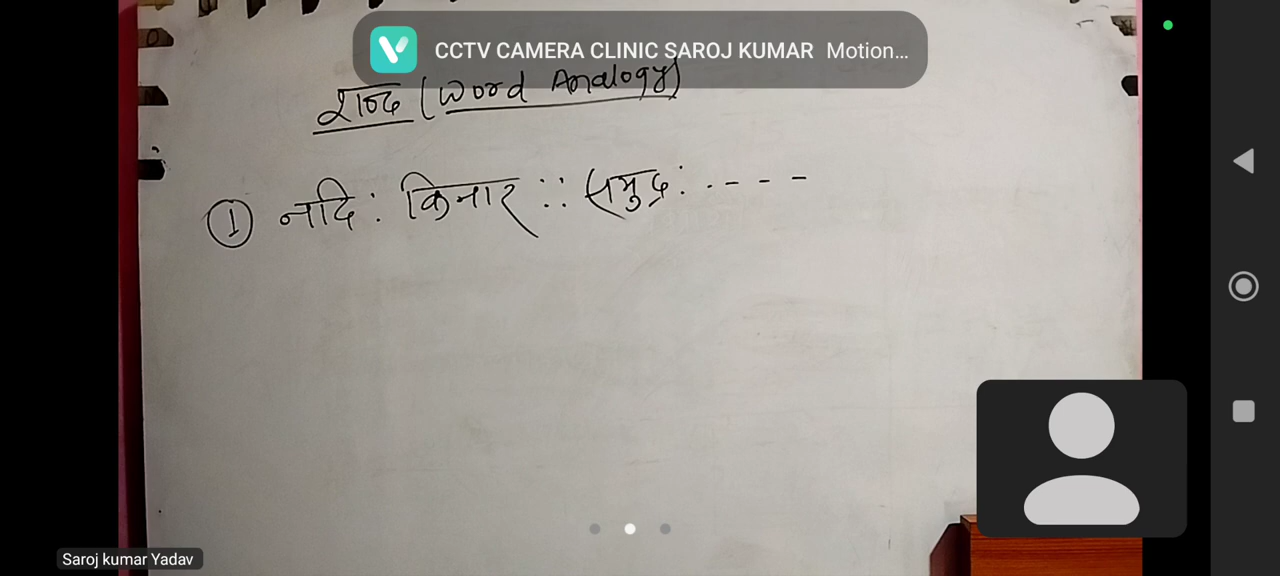 CCTV CAMERA CLINIC SAROJ KUMAR Motion...
शब्द (Word Analogy)
① नदि : किनार :: समुद्र : . - - -
Saroj kumar Yadav